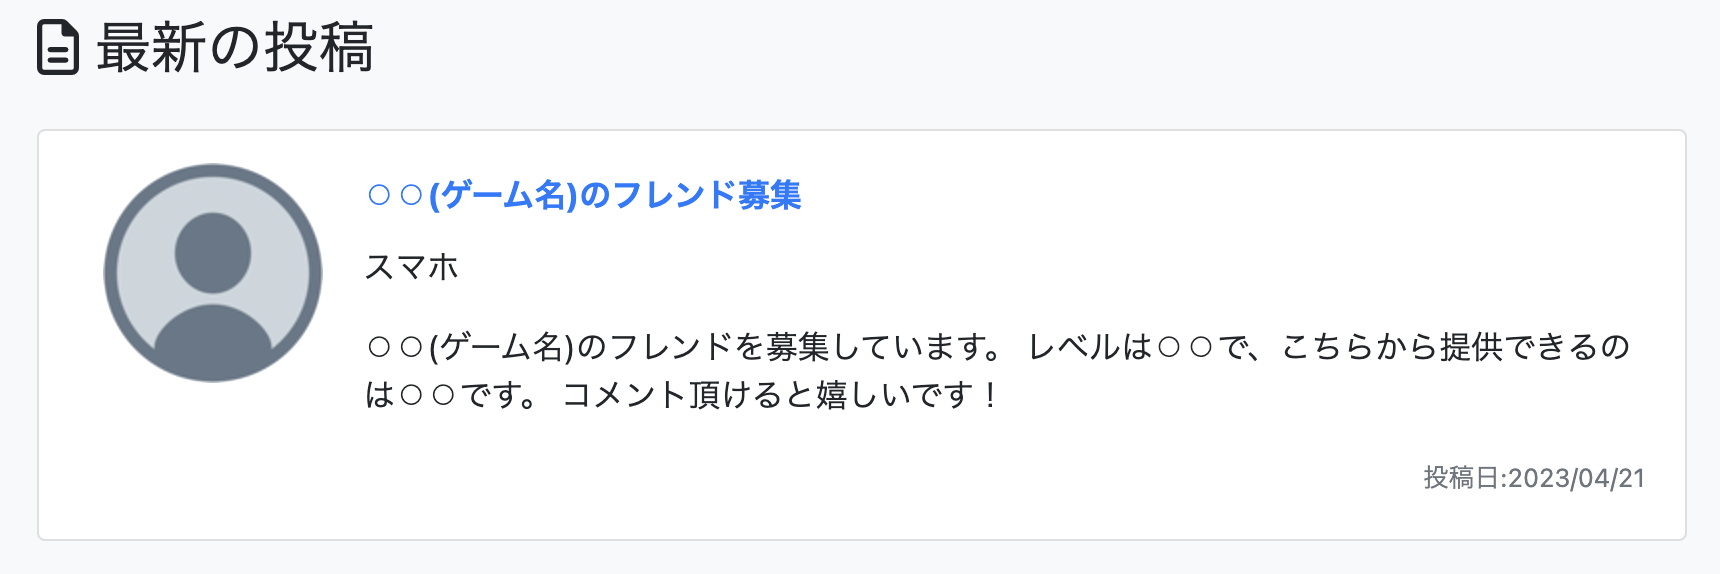 最新の投稿
○○(ゲーム名)のフレンド募集
スマホ
○○(ゲーム名)のフレンドを募集しています。 レベルは○○で、こちらから提供できるの
は○○です。 コメント頂けると嬉しいです！
投稿日:2023/04/21